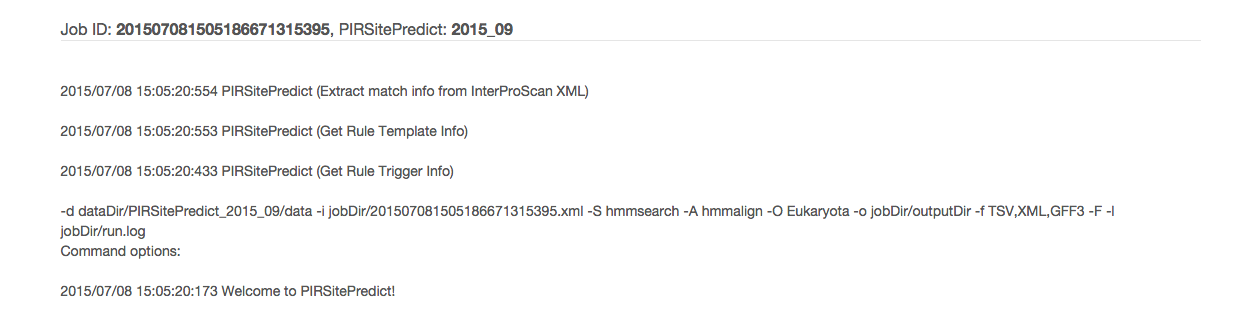 Job ID: 201507081505186671315395, PIRSitePredict: 2015_09
2015/07/08 15:05:20:554 PIRSitePredict (Extract match info from InterProScan XML)
2015/07/08 15:05:20:553 PIRSitePredict (Get Rule Template Info)
2015/07/08 15:05:20:433 PIRSitePredict (Get Rule Trigger Info)
-d dataDir/PIRSitePredict_2015_09/data -i jobDir/201507081505186671315395.xml -S hmmsearch -A hmmalign -O Eukaryota -o jobDir/outputDir -f TSV,XML,GFF3 -F -l
jobDir/run.log
Command options:
2015/07/08 15:05:20:173 Welcome to PIRSitePredict!